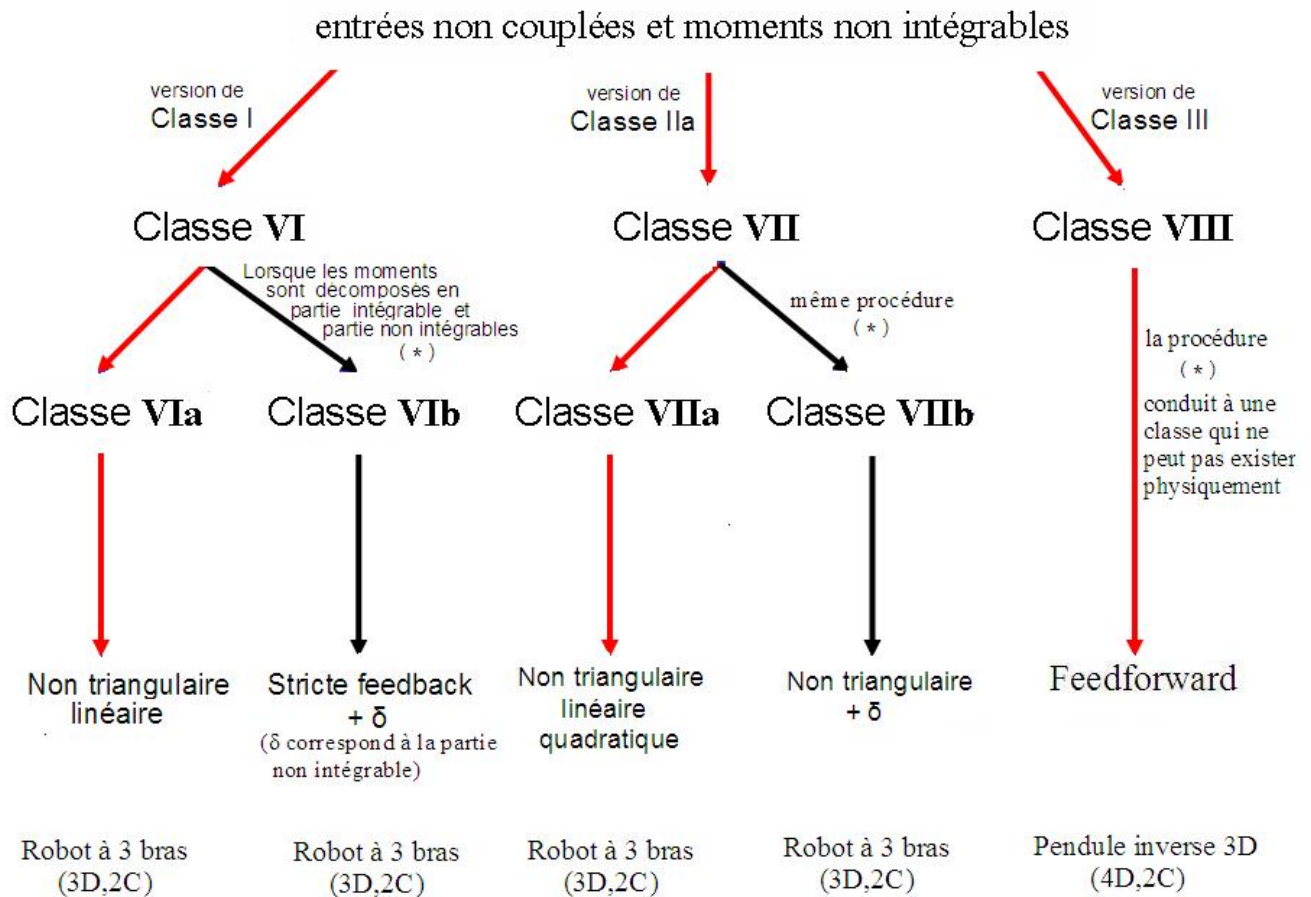 entrées non couplées et moments non intégrables
version de
Classe I
version de
Classe IIa
version de
Classe III
Classe VI
Classe VII
Classe VIII
Lorsque les moments
sont décomposés en
partie intégrable et
partie non intégrables
(*)
même procédure
(*)
la procédure
(*)
conduit à une
classe qui ne
peut pas exister
physiquement
Classe VIa
Classe VIb
Classe VIIa
Classe VIIb
Non triangulaire
linéaire
Stricte feedback
+ δ
(δ correspond à la partie
non intégrable)
Non triangulaire
linéaire
quadratique
Non triangulaire
+ δ
Feedforward
Robot à 3 bras
(3D,2C)
Robot à 3 bras
(3D,2C)
Robot à 3 bras
(3D,2C)
Robot à 3 bras
(3D,2C)
Pendule inverse 3D
(4D,2C)